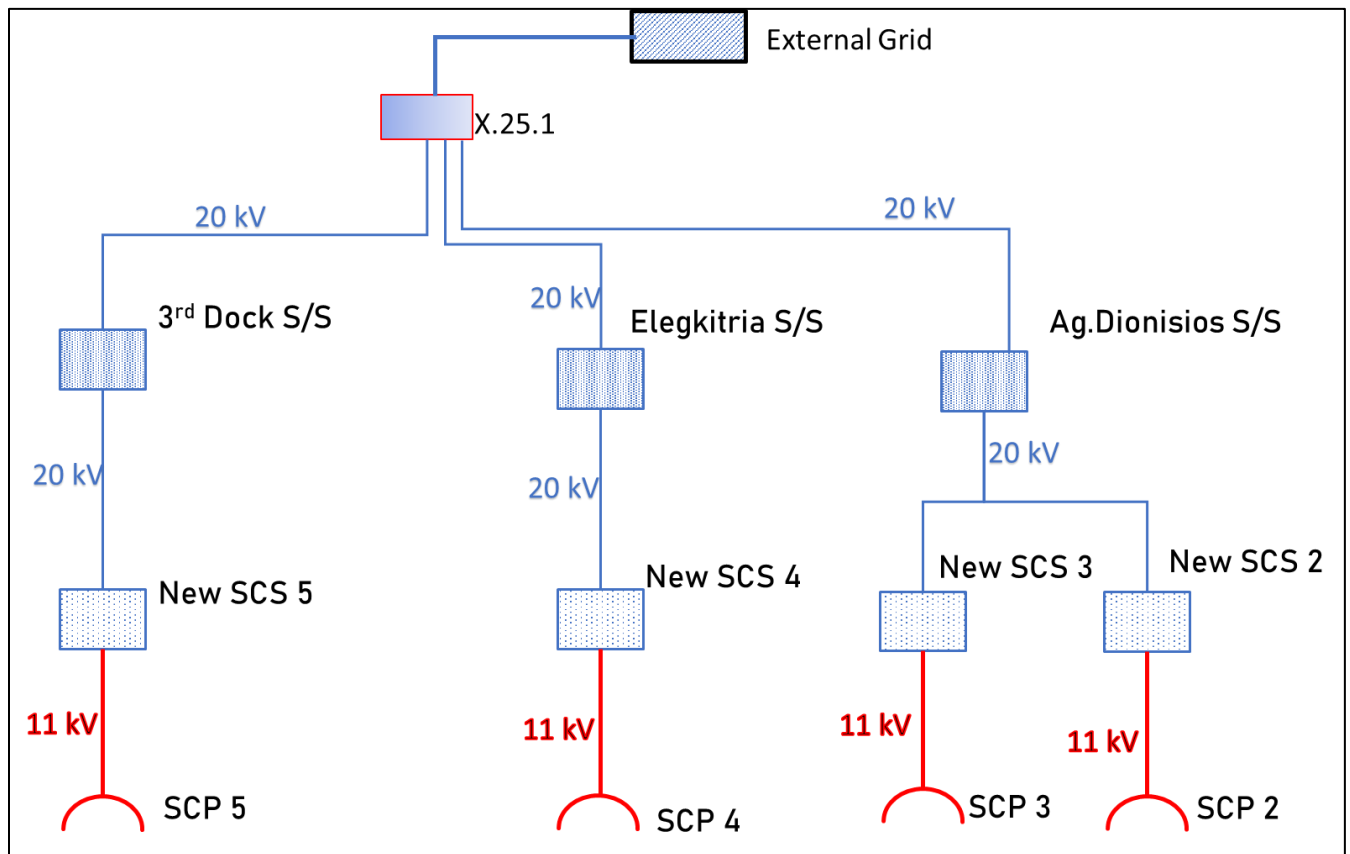 External Grid
X.25.1
20 kV
20 kV
20 kV
3rd Dock S/S
Elegkitria S/S
Ag.Dionisios S/S
20 kV
20 kV
20 kV
New SCS 5
New SCS 4
New SCS 3
New SCS 2
11 kV
11 kV
11 kV
11 kV
SCP 5
SCP 4
SCP 3
SCP 2